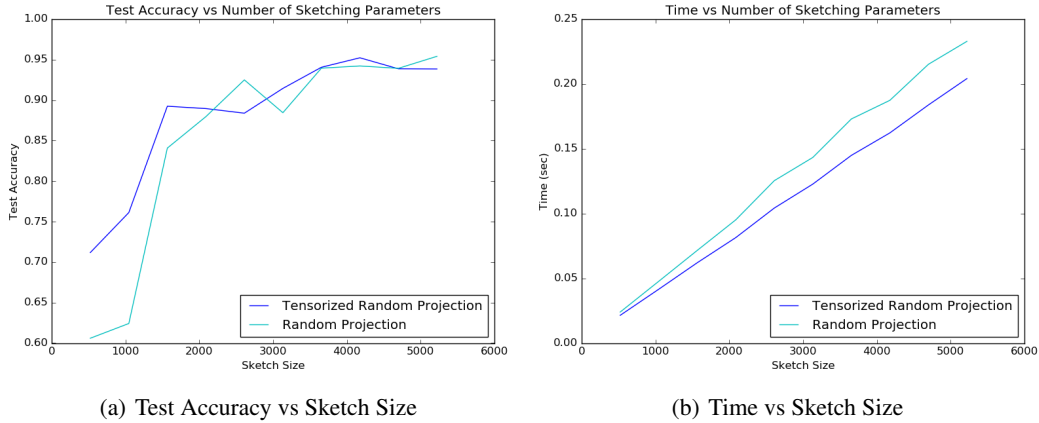 Test Accuracy vs Number of Sketching Parameters
1.00
0.95
0.90
0.85
0.80
0.75
0.70
0.65
0.60
Test Accuracy
Tensorized Random Projection
Random Projection
0 1000 2000 3000 4000 5000 6000
Sketch Size
(a) Test Accuracy vs Sketch Size
Time vs Number of Sketching Parameters
0.25
0.20
0.15
0.10
0.05
0.00
Time (sec)
Tensorized Random Projection
Random Projection
0 1000 2000 3000 4000 5000 6000
Sketch Size
(b) Time vs Sketch Size